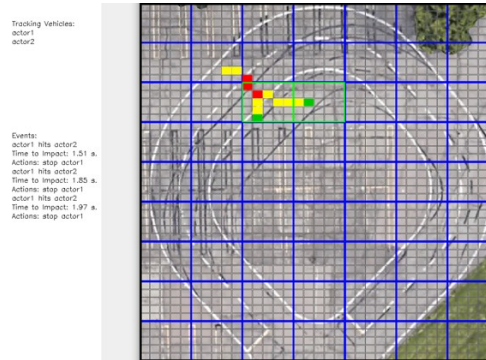 Tracking Vehicles:
actor1
actor2
Events:
actor1 hits actor2
Time to Impact: 1.51 s.
Actions: stop actor1
actor1 hits actor2
Time to Impact: 1.85 s.
Actions: stop actor1
actor1 hits actor2
Time to Impact: 1.97 s.
Actions: stop actor1